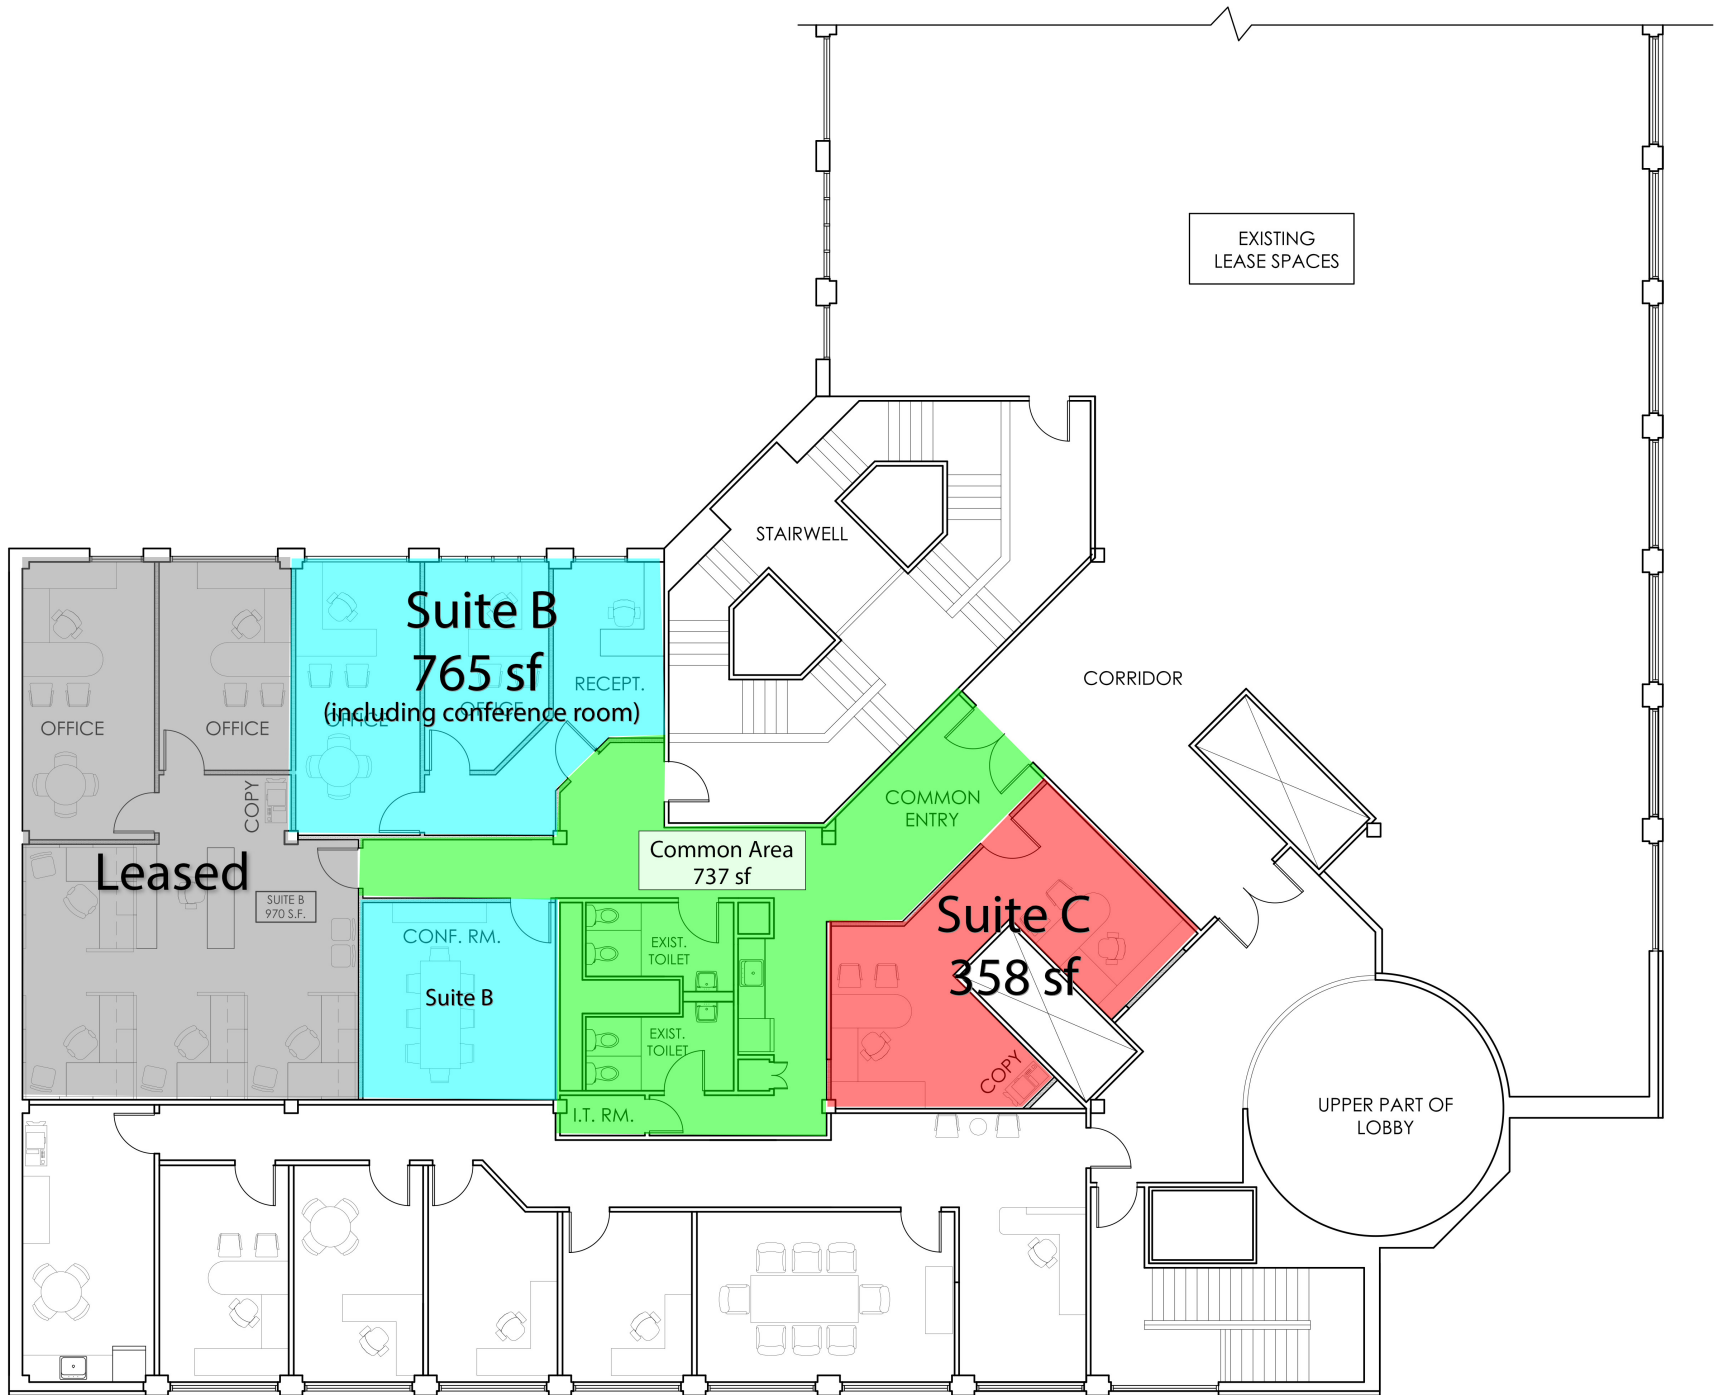 EXISTING
LEASE SPACES
STAIRWELL
Suite B
765 sf
(including conference room)
RECEPT.
OFFICE
OFFICE
OFFICE
OFFICE
CORRIDOR
COPY
COMMON
ENTRY
Common Area
737 sf
Leased
SUITE B
970 S.F.
CONF. RM.
Suite B
EXIST.
TOILET
EXIST.
TOILET
I.T. RM.
Suite C
358 sf
COPY
UPPER PART OF
LOBBY